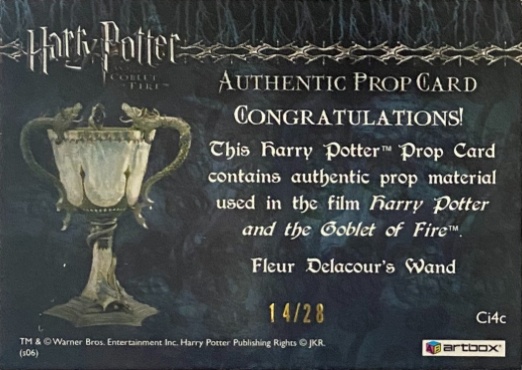 Harry Potter
GOBLET
OF FIRE
AUTHENTIC PROP CARD
CONGRATULATIONS!
This Harry Potter™ Prop Card
contains authentic prop material
used in the film Harry Potter
and the Goblet of Fire™.
Fleur Delacour's Wand
14/28
Ci4c
TM & © Warner Bros. Entertainment Inc. Harry Potter Publishing Rights © JKR.
(s06)
artbox